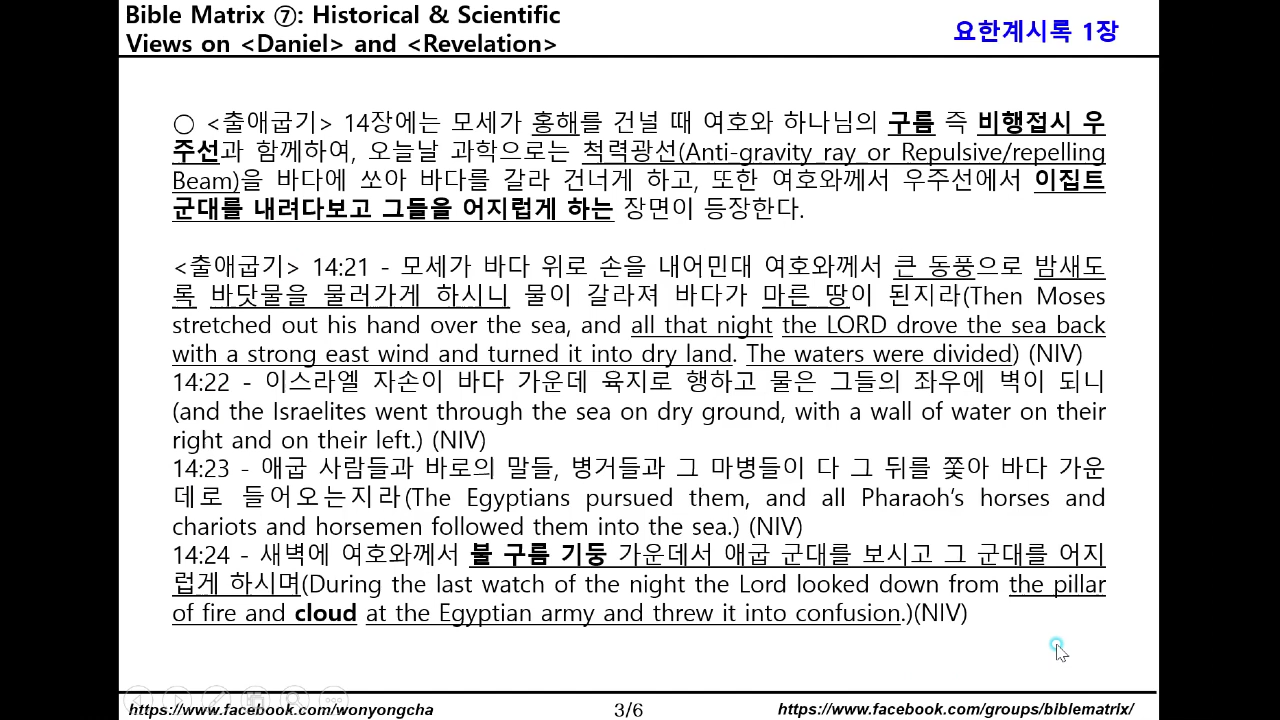 Bible Matrix ⑦: Historical & Scientific
Views on <Daniel> and <Revelation>
요한계시록 1장
○ <출애굽기> 14장에는 모세가 홍해를 건널 때 여호와 하나님의 구름 즉 비행접시 우
주선과 함께하여, 오늘날 과학으로는 척력광선(Anti-gravity ray or Repulsive/repelling
Beam)을 바다에 쏘아 바다를 갈라 건너게 하고, 또한 여호와께서 우주선에서 이집트
군대를 내려다보고 그들을 어지럽게 하는 장면이 등장한다.
<출애굽기> 14:21 - 모세가 바다 위로 손을 내어민대 여호와께서 큰 동풍으로 밤새도
록 바닷물을 물러가게 하시니 물이 갈라져 바다가 마른 땅이 된지라(Then Moses
stretched out his hand over the sea, and all that night the LORD drove the sea back
with a strong east wind and turned it into dry land. The waters were divided) (NIV)
14:22 - 이스라엘 자손이 바다 가운데 육지로 행하고 물은 그들의 좌우에 벽이 되니
(and the Israelites went through the sea on dry ground, with a wall of water on their
right and on their left.) (NIV)
14:23 - 애굽 사람들과 바로의 말들, 병거들과 그 마병들이 다 그 뒤를 쫓아 바다 가운
데로 들어오는지라(The Egyptians pursued them, and all Pharaoh's horses and
chariots and horsemen followed them into the sea.) (NIV)
14:24 - 새벽에 여호와께서 불 구름 기둥 가운데서 애굽 군대를 보시고 그 군대를 어지
럽게 하시며(During the last watch of the night the Lord looked down from the pillar
of fire and cloud at the Egyptian army and threw it into confusion.)(NIV)
https://www.facebook.com/wonyongcha
3/6
https://www.facebook.com/groups/biblematrix/